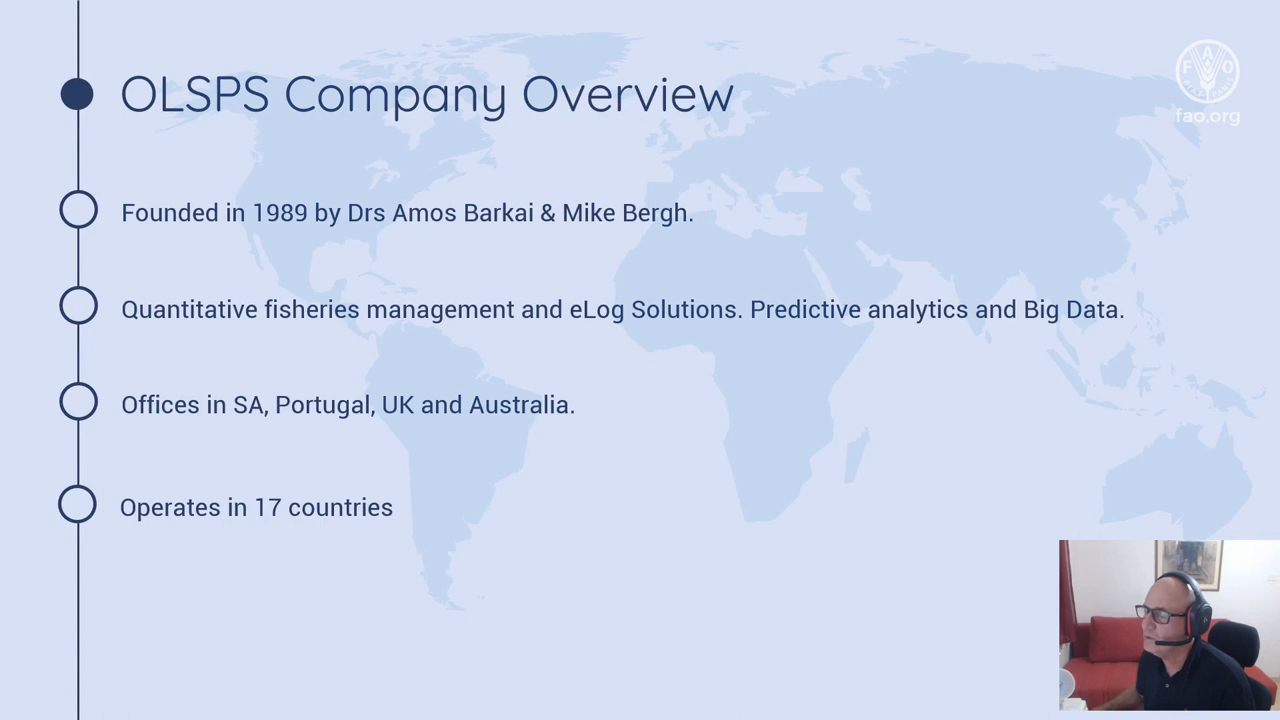 OLSPS Company Overview
F A O
fao.org
Founded in 1989 by Drs Amos Barkai & Mike Bergh.
Quantitative fisheries management and eLog Solutions. Predictive analytics and Big Data.
Offices in SA, Portugal, UK and Australia.
Operates in 17 countries